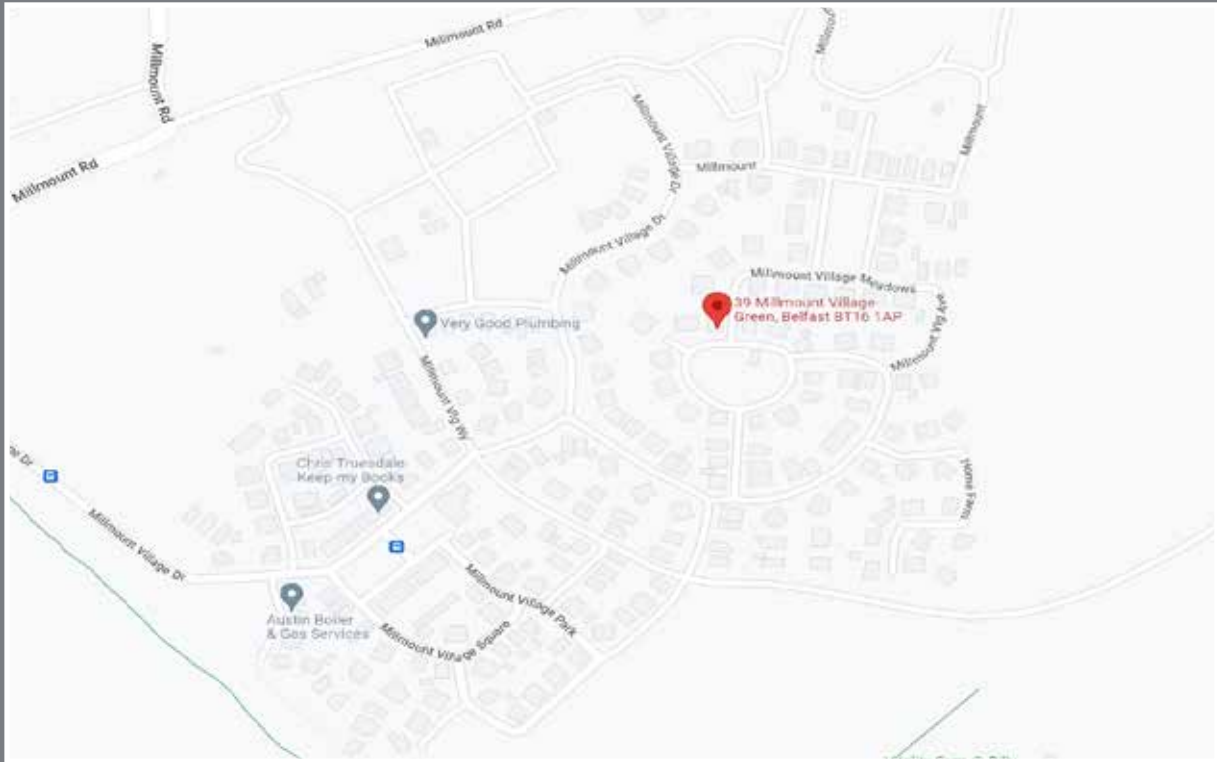 Millmount Rd
Millmount Rd
Millmount Rd
Millmount Village Dr
Millmount
Millmount
Millmount Village Dr
Millmount Village Meadows
39 Millmount Village
Green, Belfast BT16 1AP
Very Good Plumbing
Millmount Vlg Wy
Chris Truesdale
Keep my Books
Home Farm
Millmount Village Dr
Millmount Village Park
Austin Boiler
& Gas Services
Millmount Village Square